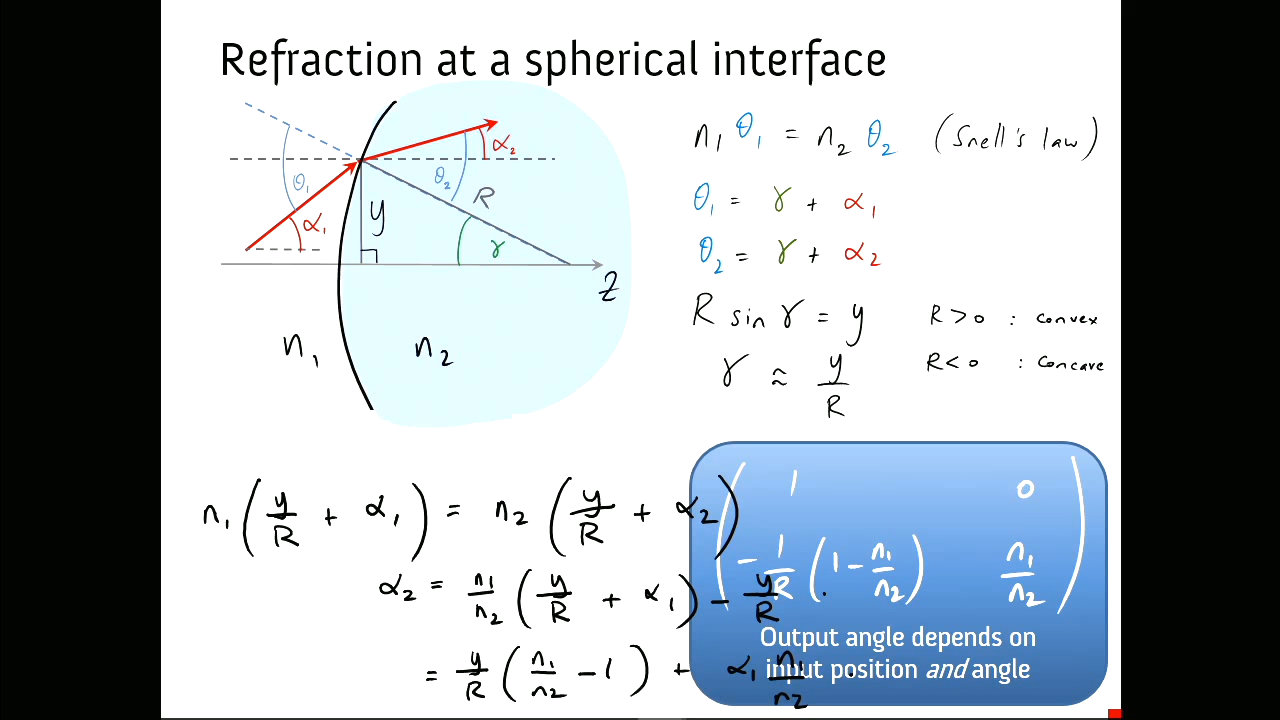 Refraction at a spherical interface
θ₁
α₁
y
θ₂
R
α₂
γ
Z
n₁
n₂
n₁ θ₁ = n₂ θ₂ (Snell's law)
θ₁ = γ + α₁
θ₂ = γ + α₂
R sin γ = y
R > 0 : convex
γ ≈ y/R
R < 0 : concave
n₁ (y/R + α₁) = n₂ (y/R + α₂)
α₂ = n₁/n₂ (y/R + α₁) - y/R
= y/R (n₁/n₂ - 1) + α₁ n₁/n₂
( 1 0
-1/R (1 - n₁/n₂) n₁/n₂ )
Output angle depends on
input position and angle